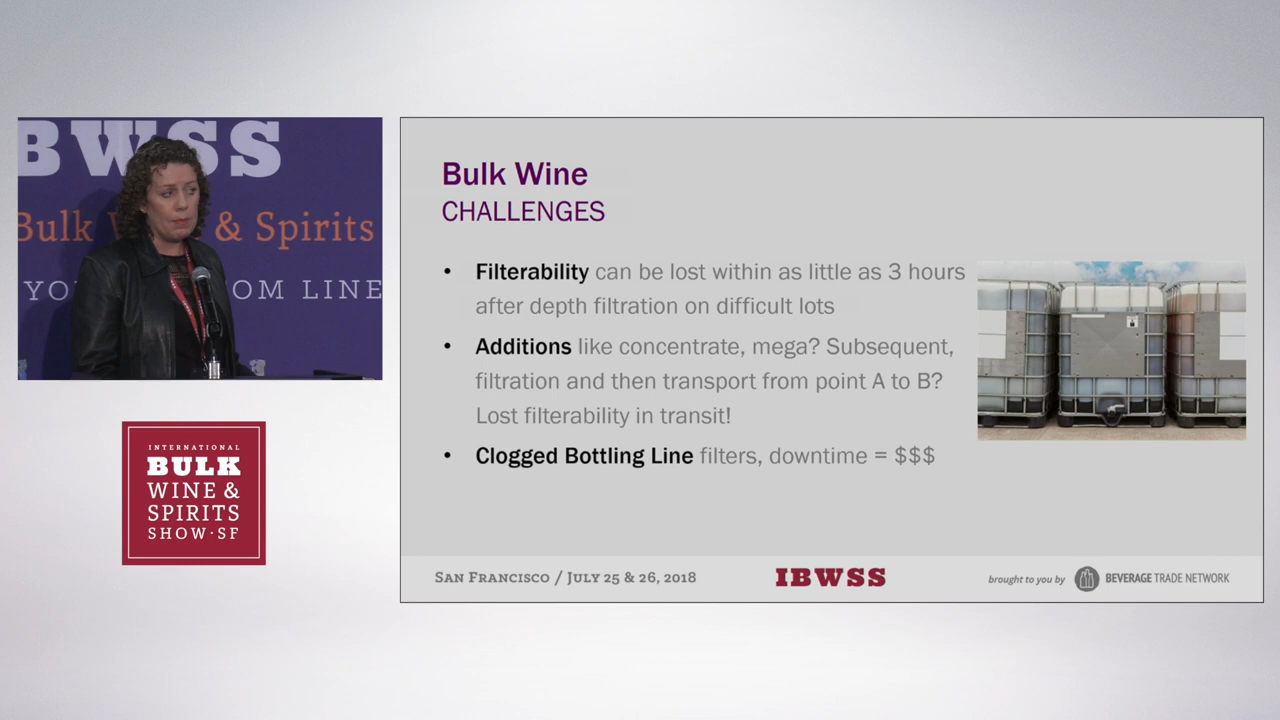 BWSS
Bulk W & Spirits
YO OM LINE
INTERNATIONAL
BULK
WINE &
SPIRITS
SHOW·SF
Bulk Wine
CHALLENGES
• Filterability can be lost within as little as 3 hours
after depth filtration on difficult lots
• Additions like concentrate, mega? Subsequent,
filtration and then transport from point A to B?
Lost filterability in transit!
• Clogged Bottling Line filters, downtime = $$$
SAN FRANCISCO / JULY 25 & 26, 2018
IBWSS
brought to you by
BEVERAGE TRADE NETWORK